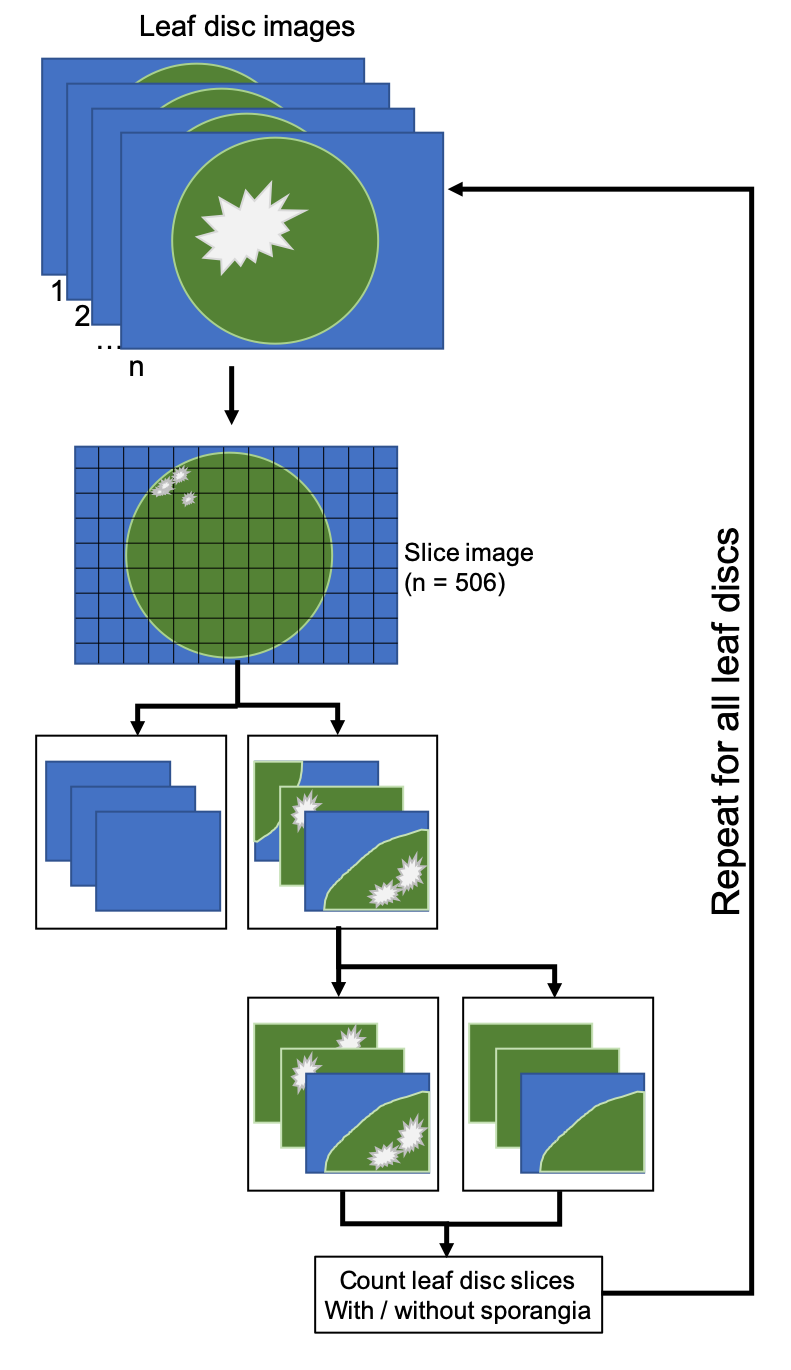 Leaf disc images
1
2
...
n
Slice image
(n = 506)
Repeat for all leaf discs
Count leaf disc slices
With / without sporangia